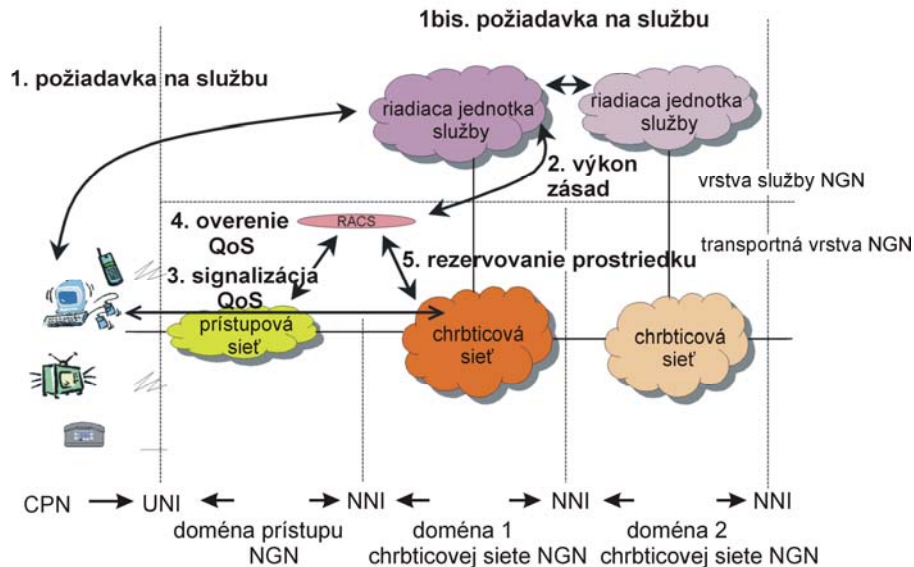 1bis. požiadavka na službu
1. požiadavka na službu
riadiaca jednotka
služby
riadiaca jednotka
služby
2. výkon
zásad
vrstva služby NGN
4. overenie
QoS
RACS
transportná vrstva NGN
5. rezervovanie prostriedku
3. signalizácja
QoS
prístupová
sieť
chrbticová
sieť
chrbticová
sieť
CPN
UNI
NNI
NNI
NNI
doména prístupu
NGN
doména 1
chrbticovej siete NGN
doména 2
chrbticovej siete NGN